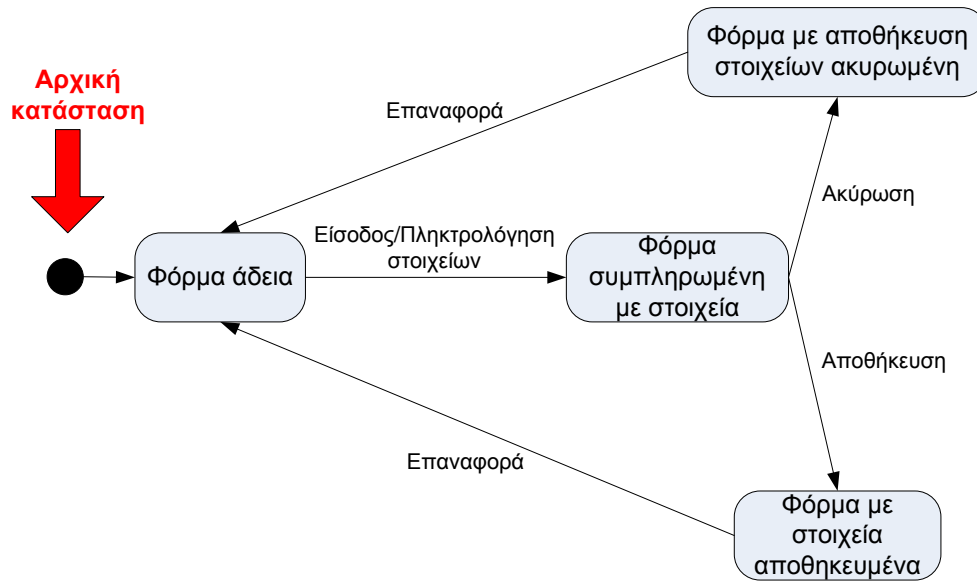 Φόρμα με αποθήκευση
στοιχείων ακυρωμένη
Αρχική
κατάσταση
Επαναφορά
Ακύρωση
Είσοδος/Πληκτρολόγηση
στοιχείων
Φόρμα άδεια
Φόρμα
συμπληρωμένη
με στοιχεία
Αποθήκευση
Επαναφορά
Φόρμα με
στοιχεία
αποθηκευμένα